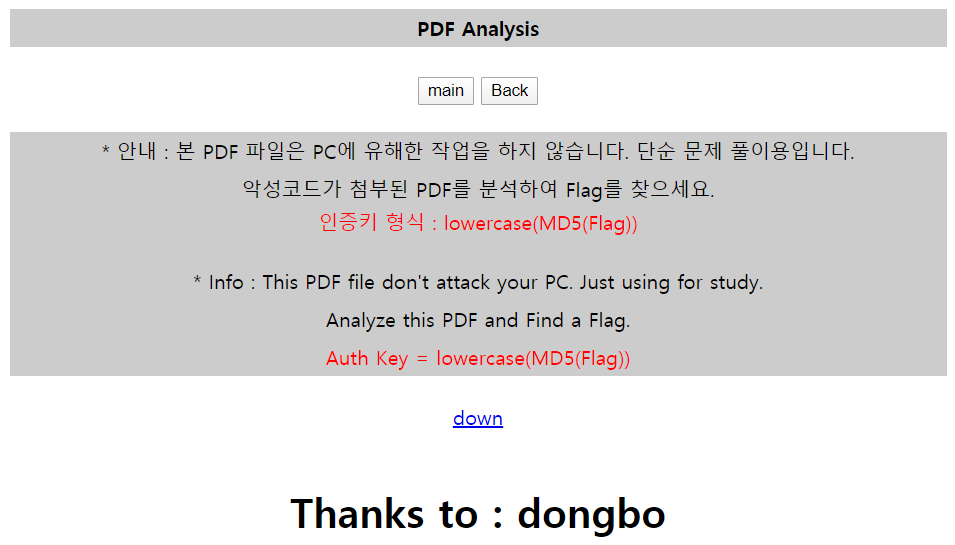 PDF Analysis
main Back
* 안내 : 본 PDF 파일은 PC에 유해한 작업을 하지 않습니다. 단순 문제 풀이용입니다.
악성코드가 첨부된 PDF를 분석하여 Flag를 찾으세요.
인증키 형식 : lowercase(MD5(Flag))
* Info : This PDF file don't attack your PC. Just using for study.
Analyze this PDF and Find a Flag.
Auth Key = lowercase(MD5(Flag))
down
Thanks to : dongbo